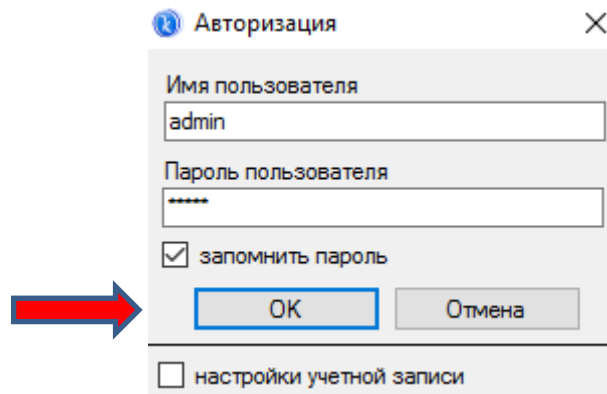 Авторизация
Имя пользователя
admin
Пароль пользователя
*****
запомнить пароль
OK Отмена
настройки учетной записи